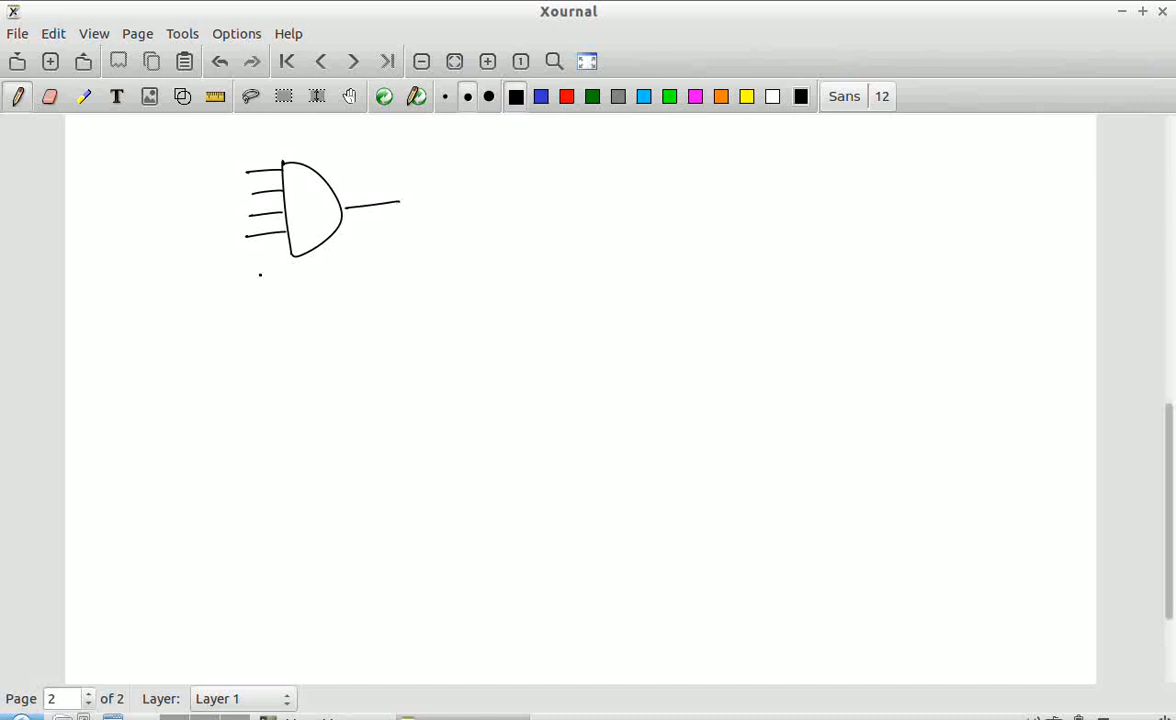 Xournal
File Edit View Page Tools Options Help
T Sans 12
Page 2 of 2 Layer: Layer 1